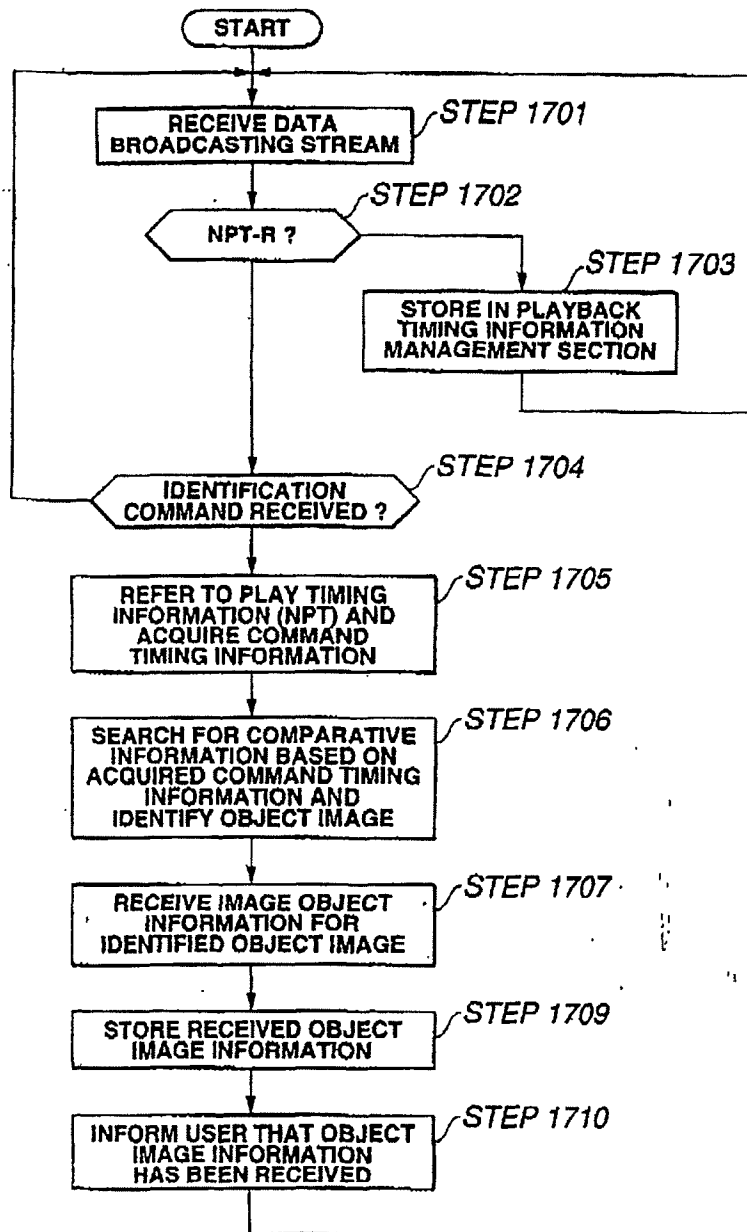 START
STEP 1701
RECEIVE DATA
BROADCASTING STREAM
STEP 1702
NPT-R ?
STEP 1703
STORE IN PLAYBACK
TIMING INFORMATION
MANAGEMENT SECTION
STEP 1704
IDENTIFICATION
COMMAND RECEIVED ?
STEP 1705
REFER TO PLAY TIMING
INFORMATION (NPT) AND
ACQUIRE COMMAND
TIMING INFORMATION
STEP 1706
SEARCH FOR COMPARATIVE
INFORMATION BASED ON
ACQUIRED COMMAND TIMING
INFORMATION AND
IDENTIFY OBJECT IMAGE
STEP 1707
RECEIVE IMAGE OBJECT
INFORMATION FOR
IDENTIFIED OBJECT IMAGE
STEP 1709
STORE RECEIVED OBJECT
IMAGE INFORMATION
STEP 1710
INFORM USER THAT OBJECT
IMAGE INFORMATION
HAS BEEN RECEIVED